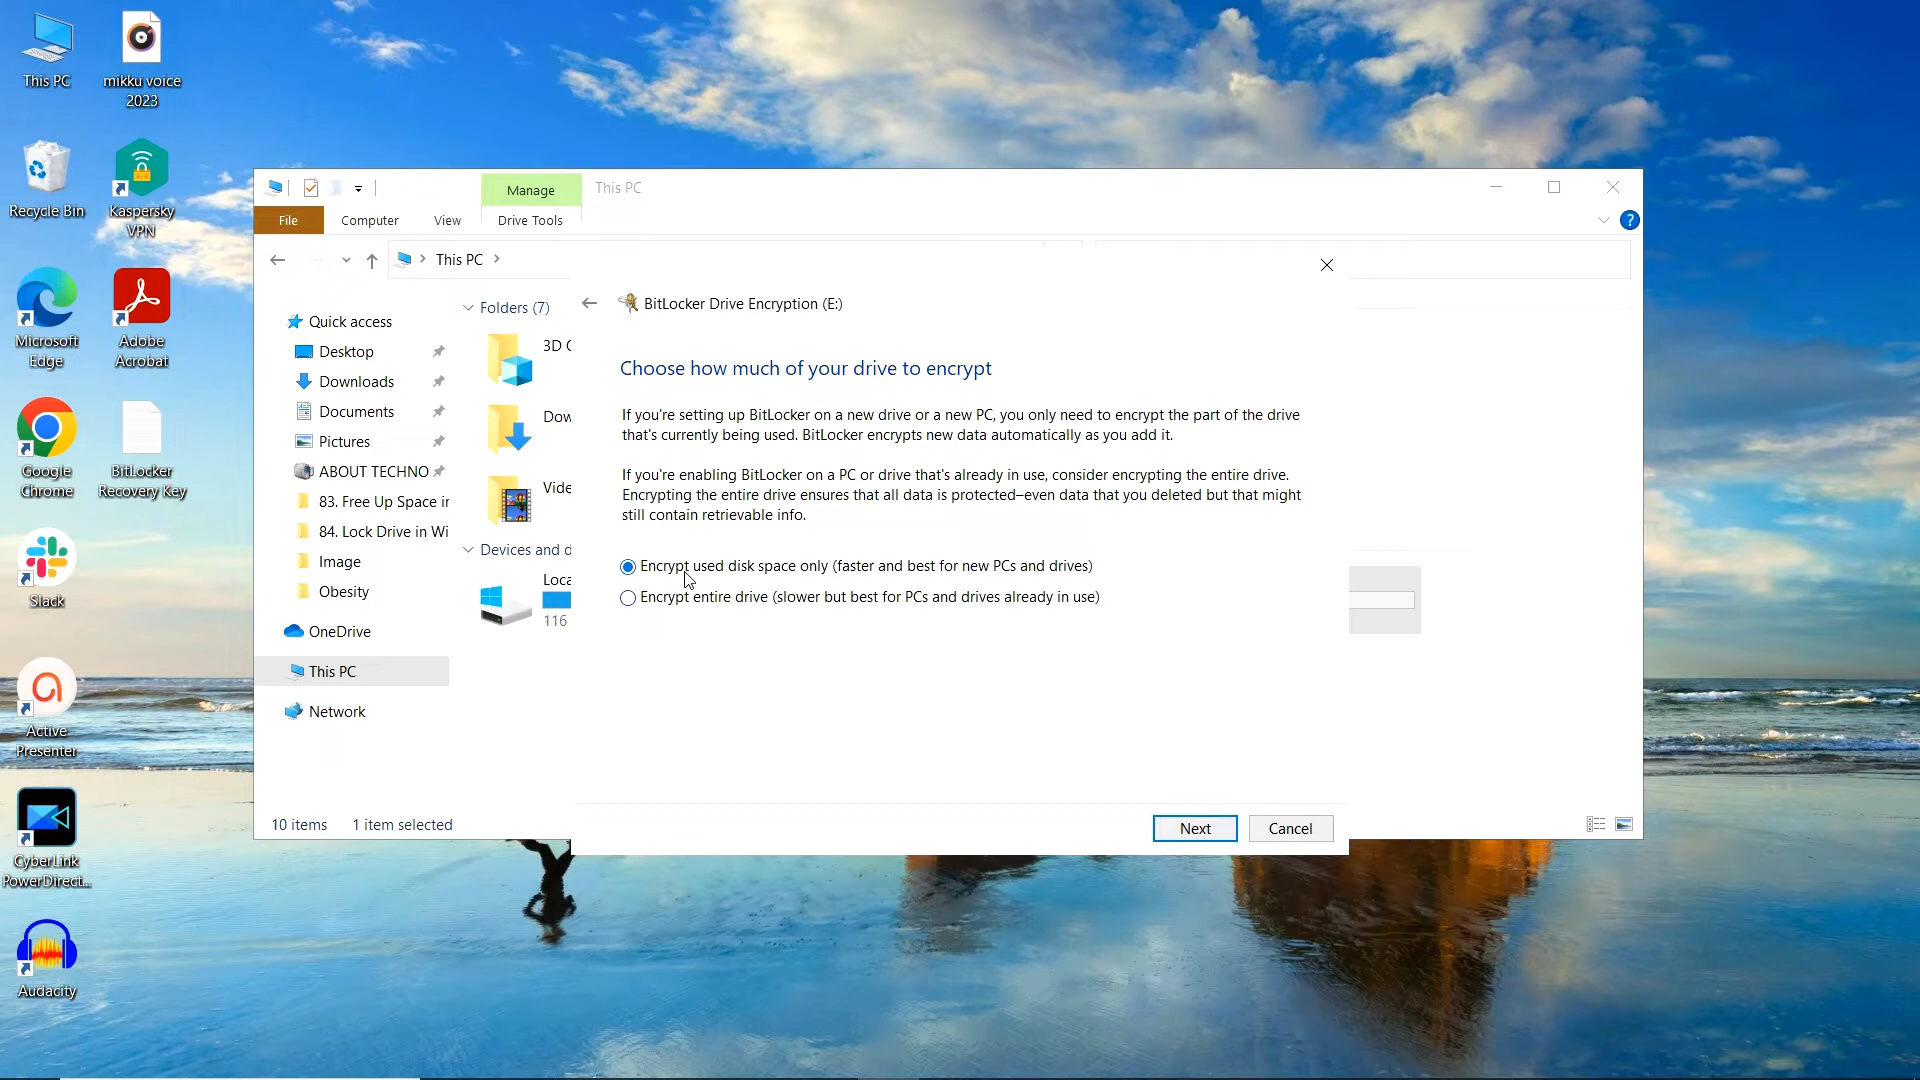 This PC
mikku voice
2023
Recycle Bin
Kaspersky
VPN
Microsoft
Edge
Adobe
Acrobat
Google
Chrome
BitLocker
Recovery Key
Slack
Active
Presenter
CyberLink
PowerDirect...
Audacity
Manage
This PC
File
Computer
View
Drive Tools
?
This PC
Quick access
Desktop
Downloads
Documents
Pictures
ABOUT TECHNO
83. Free Up Space in
84. Lock Drive in Wi
Image
Obesity
OneDrive
This PC
Network
Folders (7)
3D
Dow
Vide
Devices and d
Loca
116
BitLocker Drive Encryption (E:)
Choose how much of your drive to encrypt
If you're setting up BitLocker on a new drive or a new PC, you only need to encrypt the part of the drive
that's currently being used. BitLocker encrypts new data automatically as you add it.
If you're enabling BitLocker on a PC or drive that's already in use, consider encrypting the entire drive.
Encrypting the entire drive ensures that all data is protected–even data that you deleted but that might
still contain retrievable info.
Encrypt used disk space only (faster and best for new PCs and drives)
Encrypt entire drive (slower but best for PCs and drives already in use)
Next
Cancel
10 items
1 item selected